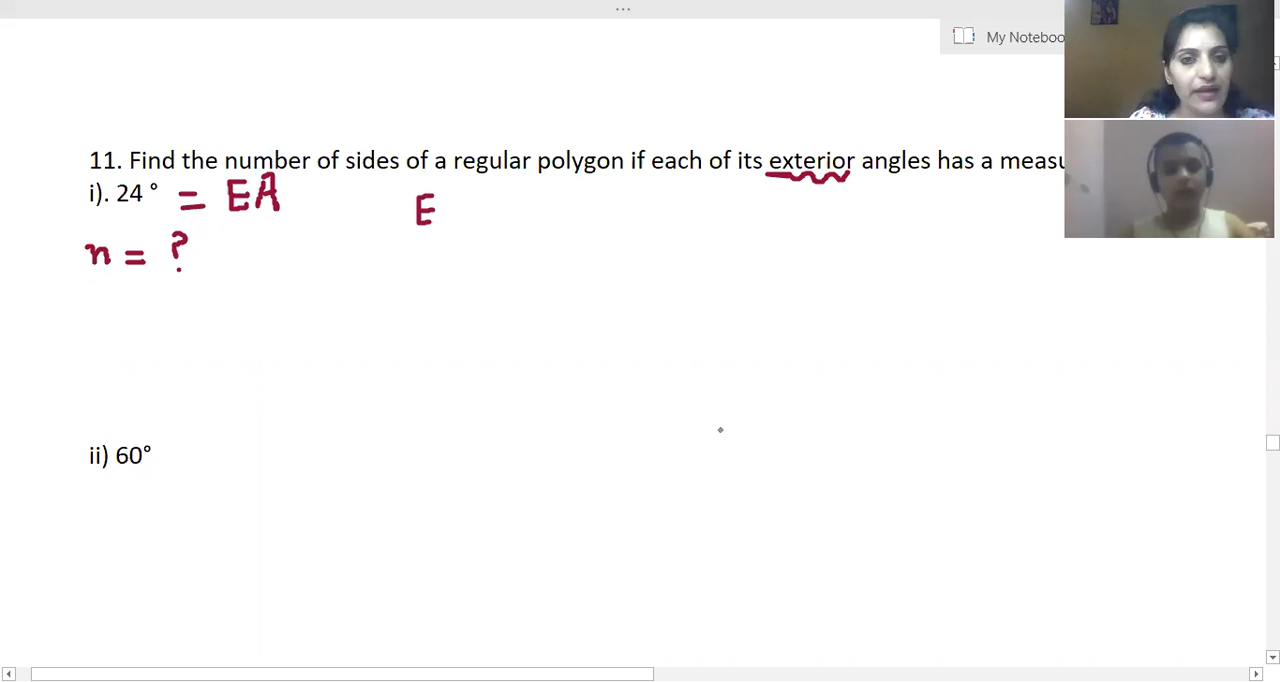 My Noteboo
11. Find the number of sides of a regular polygon if each of its exterior angles has a measu
i). 24 ° = EA
E
n = ?
ii) 60°